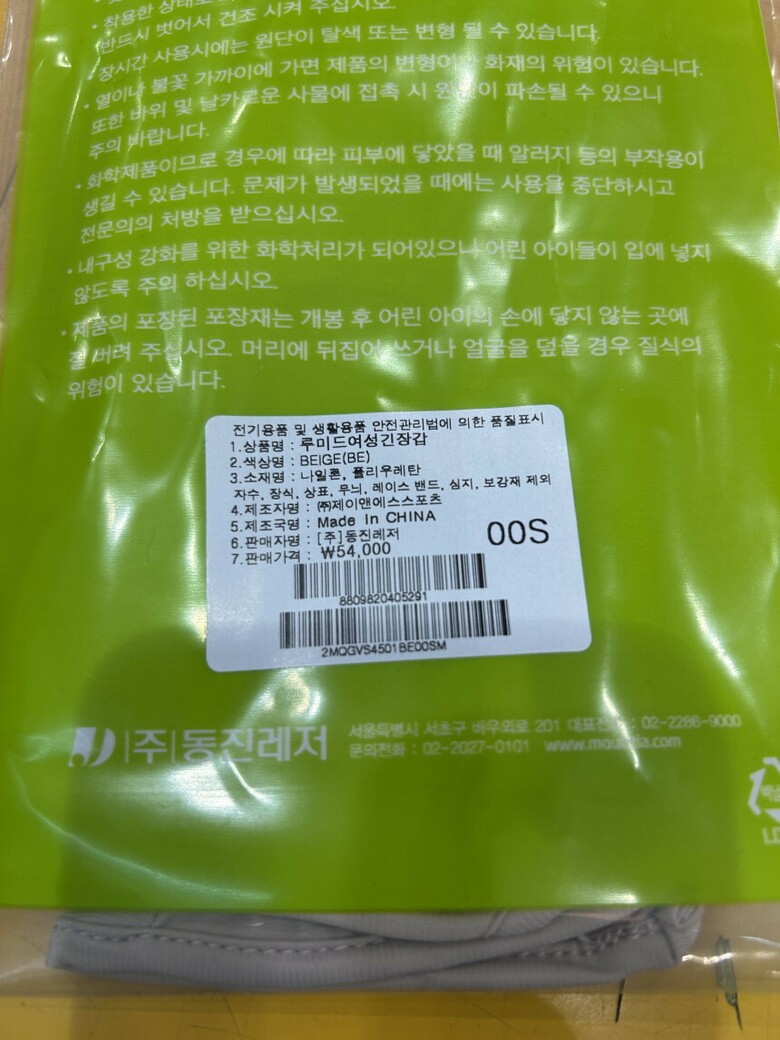 · 착용한 상태로
반드시 벗어서 건조 시켜 주십시오.
· 장시간 사용시에는 원단이 탈색 또는 변형 될 수 있습니다.
· 열이나 불꽃 가까이에 가면 제품의 변형이나 화재의 위험이 있습니다.
또한 바위 및 날카로운 사물에 접촉 시 원단이 파손될 수 있으니
주의 바랍니다.
· 화학제품이므로 경우에 따라 피부에 닿았을 때 알러지 등의 부작용이
생길 수 있습니다. 문제가 발생되었을 때에는 사용을 중단하시고
전문의의 처방을 받으십시오.
· 내구성 강화를 위한 화학처리가 되어있으니 어린 아이들이 입에 넣지
않도록 주의 하십시오.
· 제품의 포장된 포장재는 개봉 후 어린 아이의 손에 닿지 않는 곳에
잘 버려 주십시오. 머리에 뒤집어 쓰거나 얼굴을 덮을 경우 질식의
위험이 있습니다.
전기용품 및 생활용품 안전관리법에 의한 품질표시
1.상품명 : 루미드여성긴장갑
2.색상명 : BEIGE(BE)
3.소재명 : 나일론, 폴리우레탄
자수, 장식, 상표, 무늬, 레이스 밴드, 심지, 보강재 제외
4.제조자명 : ㈜제이앤에스스포츠
5.제조국명 : Made In CHINA
6.판매자명 : [주]동진레저
7.판매가격 : ₩54,000
00S
8809820405291
2MQGVS4501BE00SM
|주|동진레저
서울특별시 서초구 바우뫼로 201 대표전화 : 02-2286-9000
문의전화 : 02-2027-0101